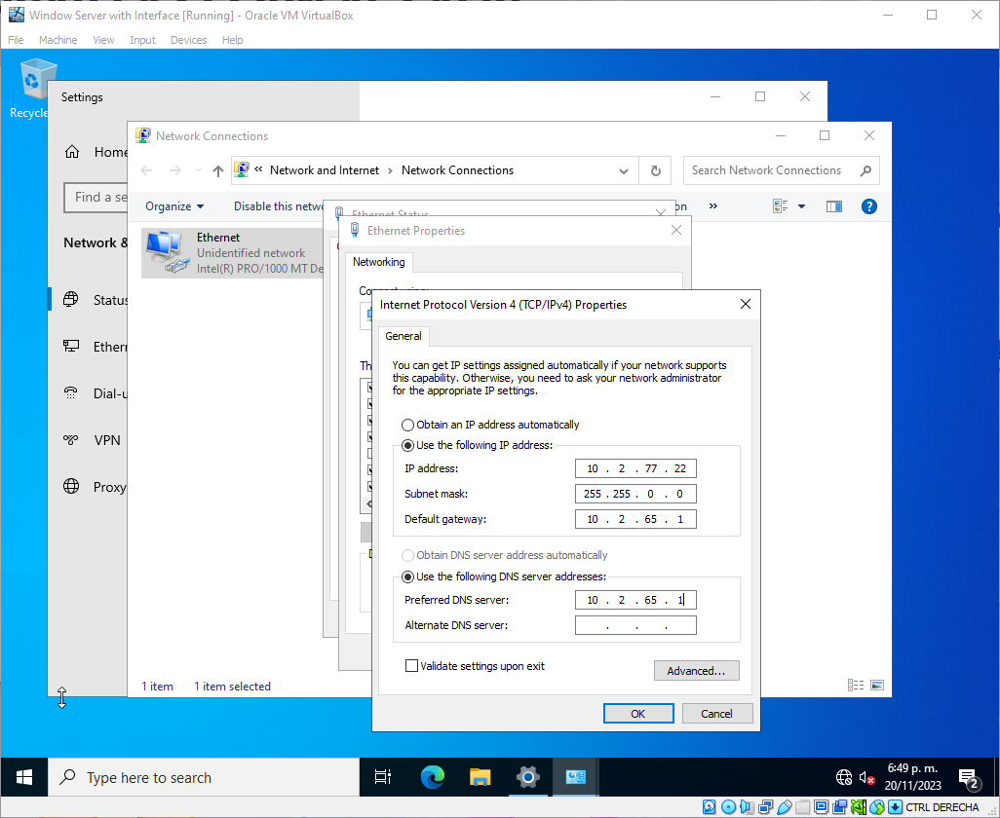 Window Server with Interface [Running] - Oracle VM VirtualBox
File Machine View Input Devices Help
Recycle
Settings
Network Connections
Home
Network and Internet > Network Connections
Search Network Connections
Find a se
Organize
Disable this netwo
on
»
Ethernet Status
Ethernet Properties
Ethernet
Unidentified network
Intel(R) PRO/1000 MT De
Network &
Networking
Status
Connect using:
Internet Protocol Version 4 (TCP/IPv4) Properties
General
Ethern
Th
You can get IP settings assigned automatically if your network supports
this capability. Otherwise, you need to ask your network administrator
for the appropriate IP settings.
Dial-u
Obtain an IP address automatically
VPN
Use the following IP address:
IP address:
10 . 2 . 77 . 22
Proxy
Subnet mask:
255 . 255 . 0 . 0
Default gateway:
10 . 2 . 65 . 1
Obtain DNS server address automatically
Use the following DNS server addresses:
Preferred DNS server:
10 . 2 . 65 . 1
Alternate DNS server:
. . .
Validate settings upon exit
Advanced...
1 item
1 item selected
OK
Cancel
Type here to search
6:49 p. m.
20/11/2023
2
CTRL DERECHA